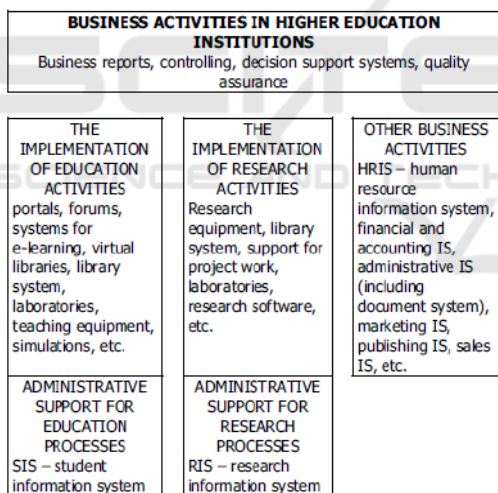 BUSINESS ACTIVITIES IN HIGHER EDUCATION
INSTITUTIONS
Business reports, controlling, decision support systems, quality
assurance
THE
IMPLEMENTATION
OF EDUCATION
ACTIVITIES
portals, forums,
systems for
e-learning, virtual
libraries, library
system,
laboratories,
teaching equipment,
simulations, etc.
THE
IMPLEMENTATION
OF RESEARCH
ACTIVITIES
Research
equipment, library
system, support for
project work,
laboratories,
research software,
etc.
OTHER BUSINESS
ACTIVITIES
HRIS – human
resource
information system,
financial and
accounting IS,
administrative IS
(including
document system),
marketing IS,
publishing IS, sales
IS, etc.
ADMINISTRATIVE
SUPPORT FOR
EDUCATION
PROCESSES
SIS – student
information system
ADMINISTRATIVE
SUPPORT FOR
RESEARCH
PROCESSES
RIS – research
information system